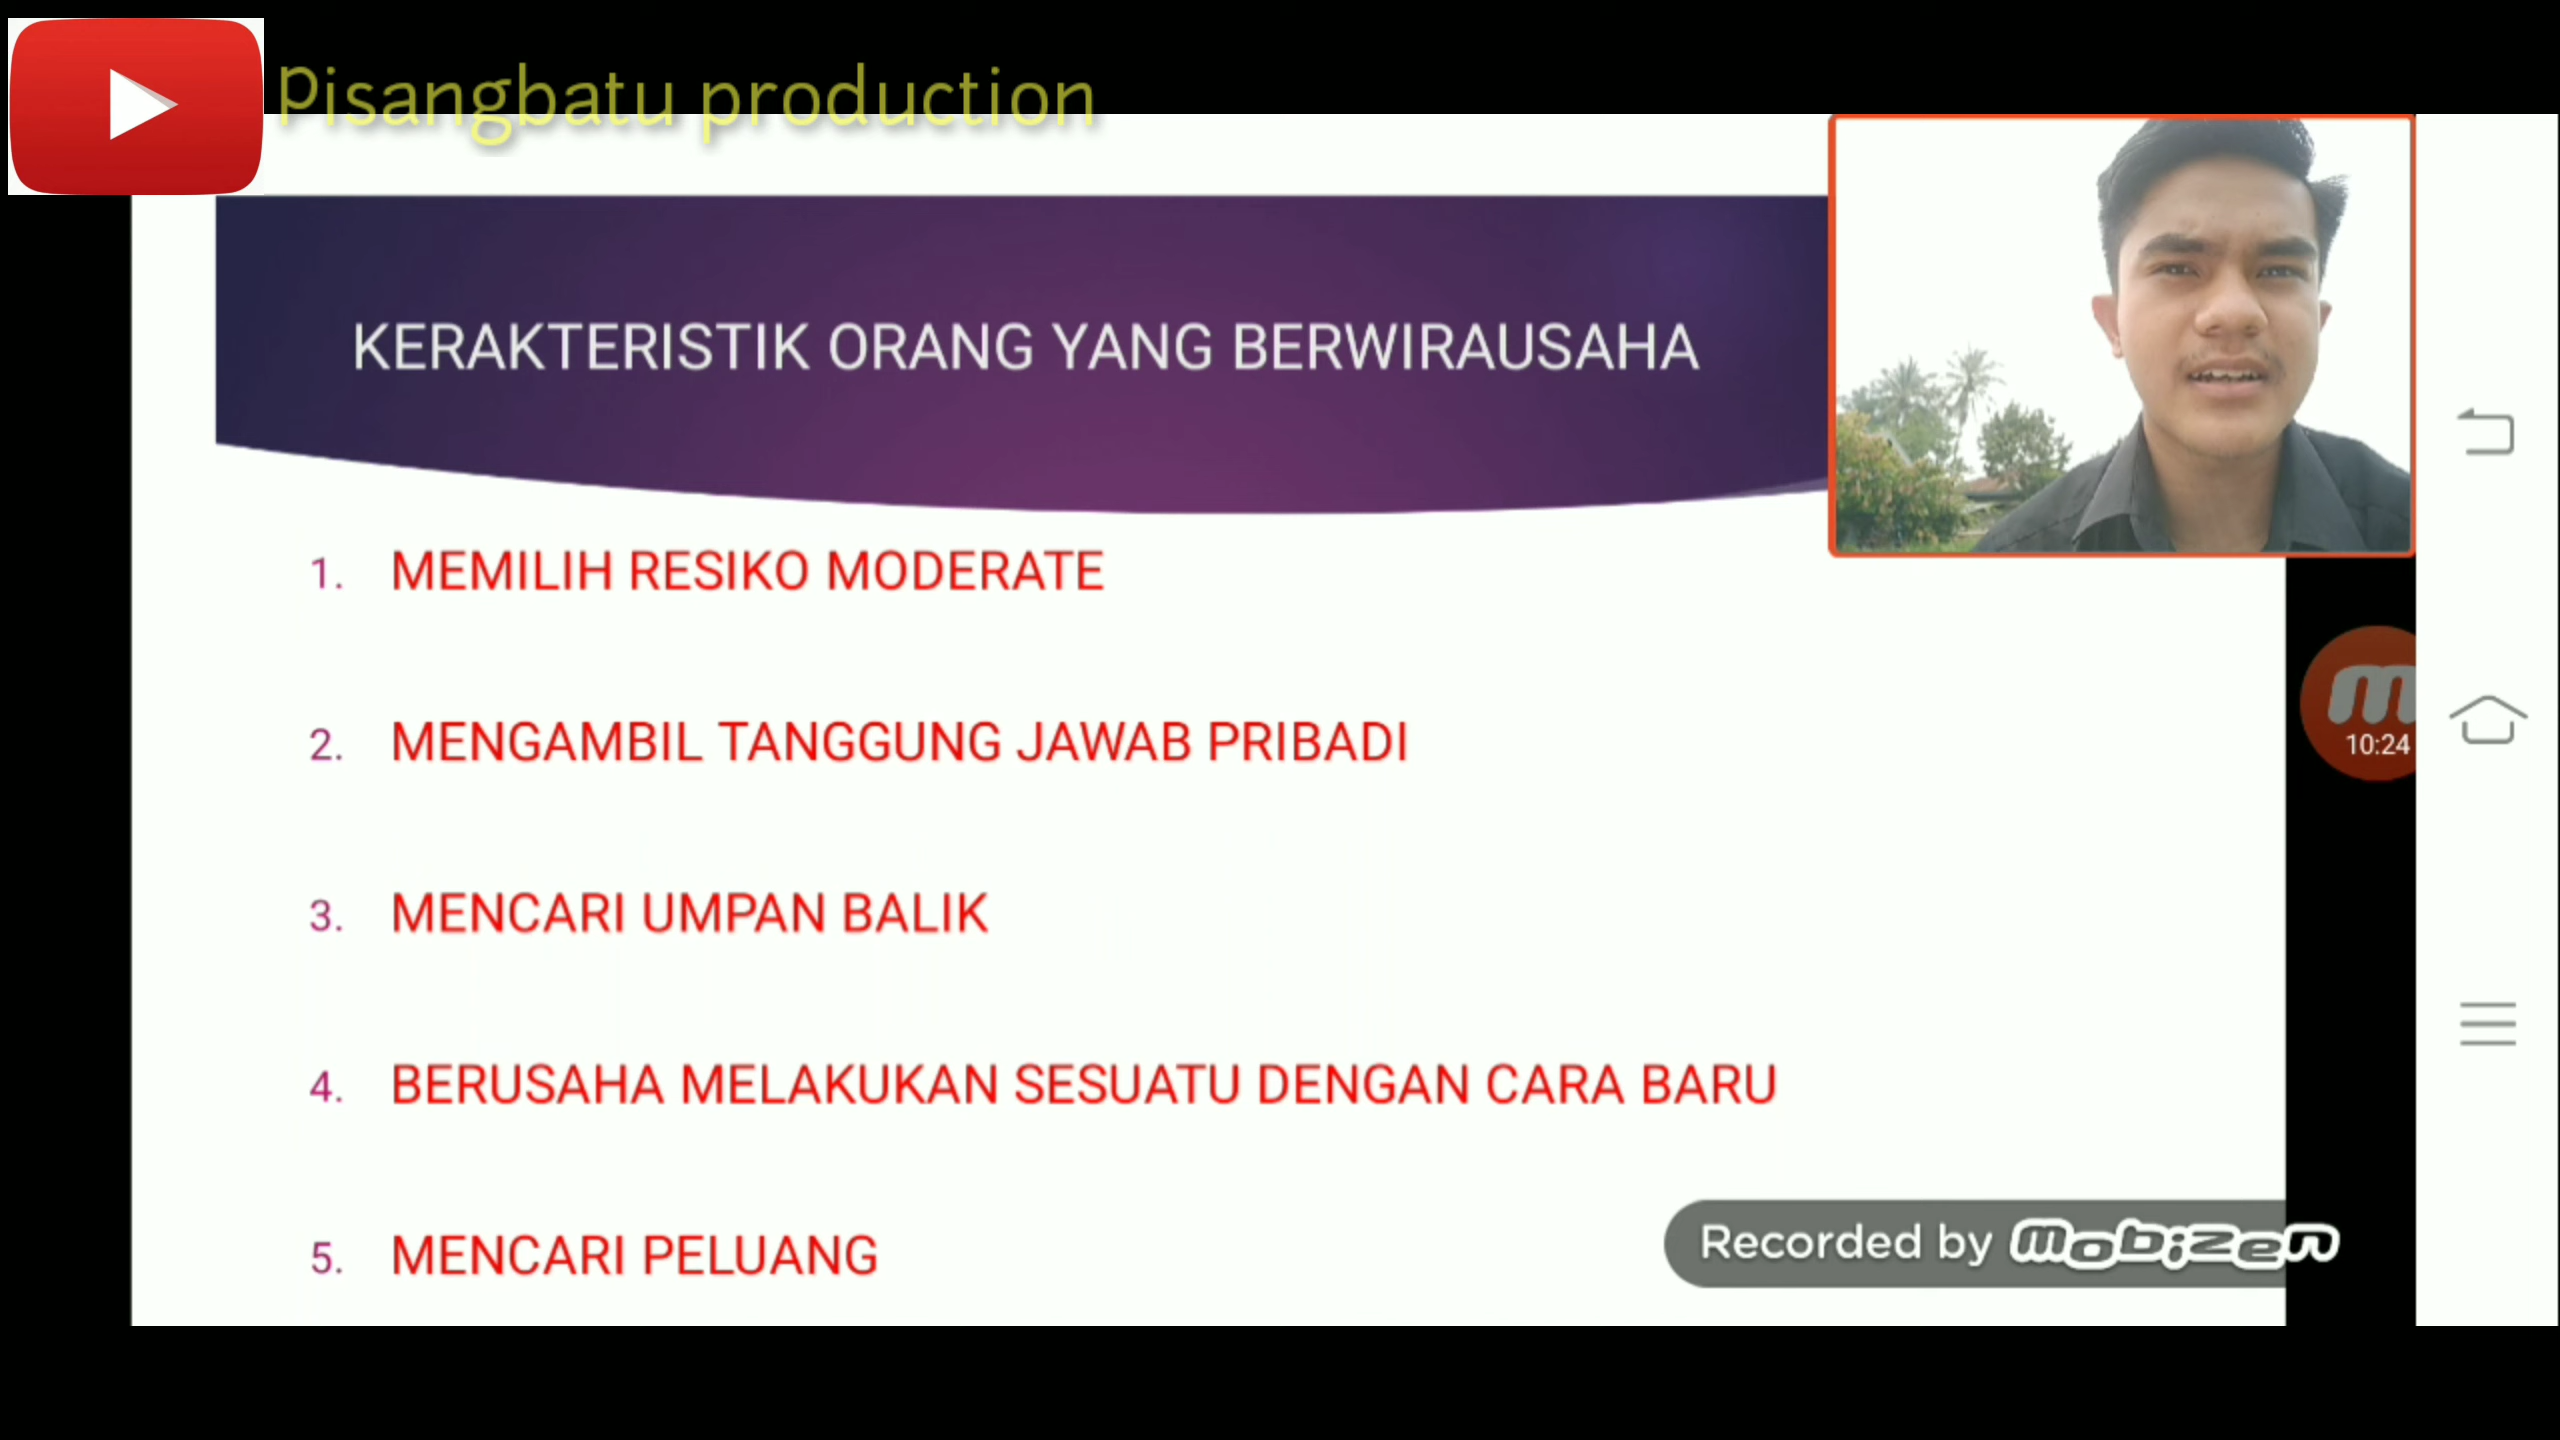 Pisangbatu production
KERAKTERISTIK ORANG YANG BERWIRAUSAHA
1. MEMILIH RESIKO MODERATE
2. MENGAMBIL TANGGUNG JAWAB PRIBADI
3. MENCARI UMPAN BALIK
4. BERUSAHA MELAKUKAN SESUATU DENGAN CARA BARU
5. MENCARI PELUANG
m
10:24
Recorded by mobizen